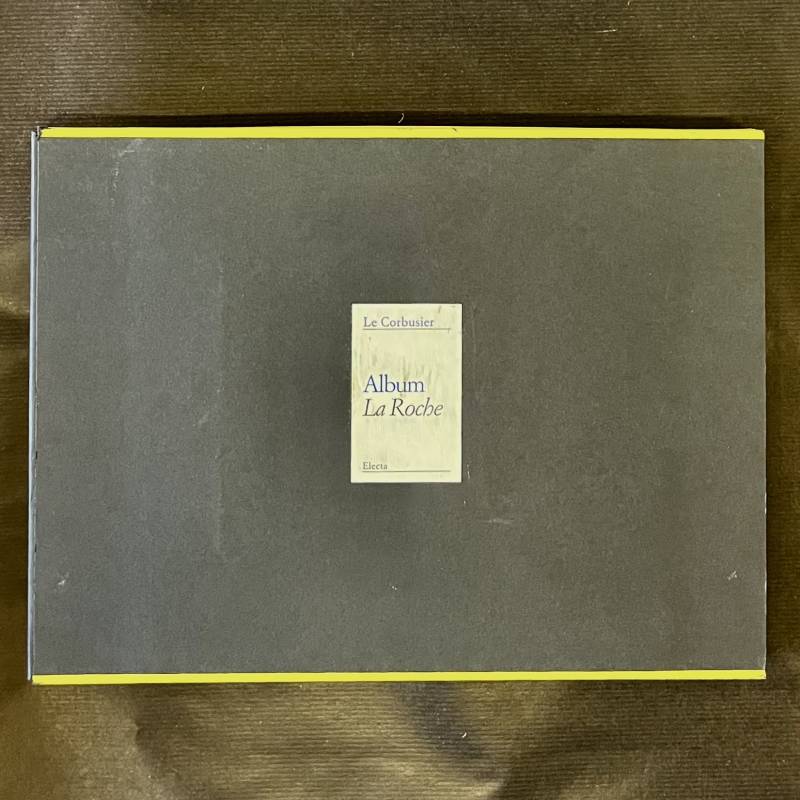 Le Corbusier
Album
La Roche
Electa